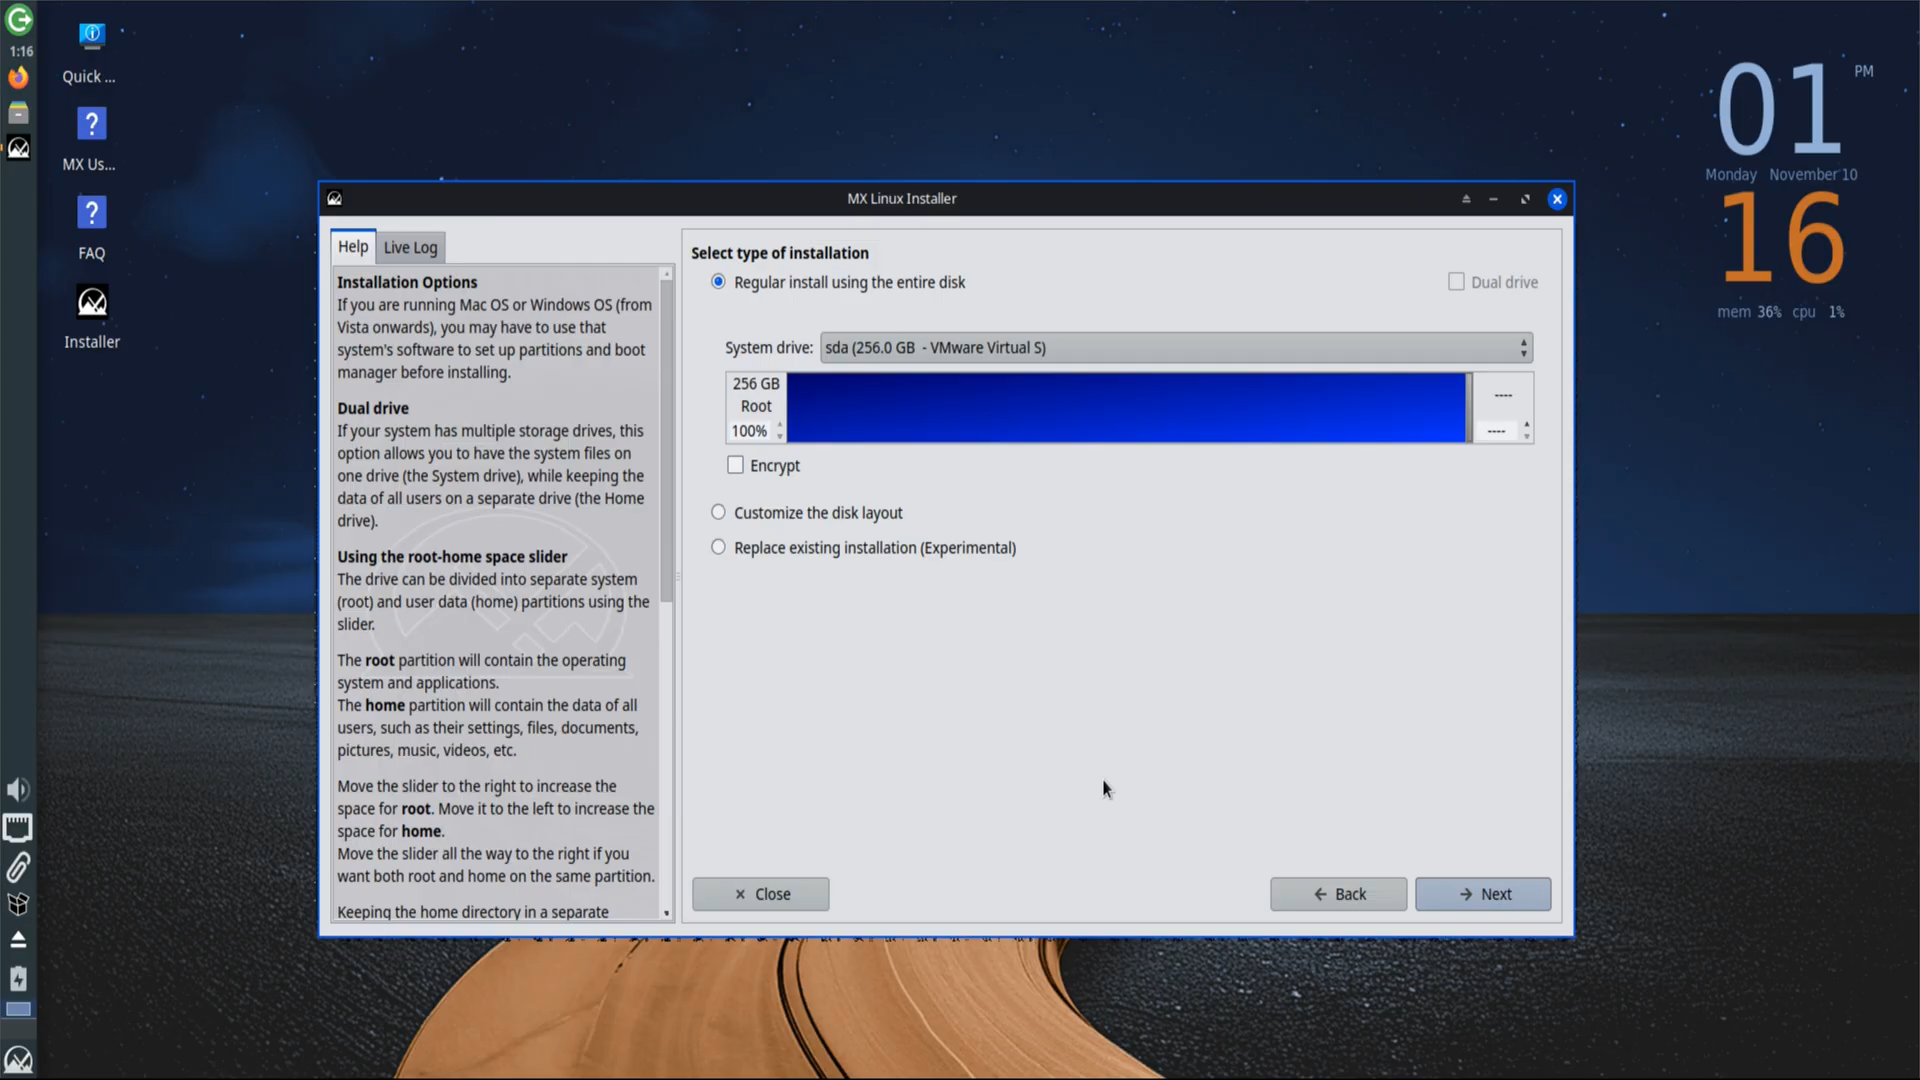 1:16
Quick ...
MX Us...
FAQ
Installer
01
PM
Monday November 10
16
mem 36% cpu 1%
MX Linux Installer
Help
Live Log
Installation Options
If you are running Mac OS or Windows OS (from
Vista onwards), you may have to use that
system's software to set up partitions and boot
manager before installing.
Dual drive
If your system has multiple storage drives, this
option allows you to have the system files on
one drive (the System drive), while keeping the
data of all users on a separate drive (the Home
drive).
Using the root-home space slider
The drive can be divided into separate system
(root) and user data (home) partitions using the
slider.
The root partition will contain the operating
system and applications.
The home partition will contain the data of all
users, such as their settings, files, documents,
pictures, music, videos, etc.
Move the slider to the right to increase the
space for root. Move it to the left to increase the
space for home.
Move the slider all the way to the right if you
want both root and home on the same partition.
Keeping the home directory in a separate
Select type of installation
Regular install using the entire disk
Dual drive
System drive: sda (256.0 GB - VMware Virtual S)
256 GB
Root
100%
----
----
Encrypt
Customize the disk layout
Replace existing installation (Experimental)
Close
Back
Next